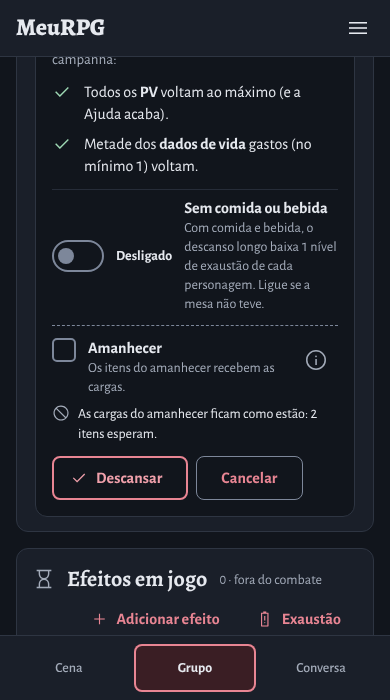 MeuRPG
campanha:
Todos os PV voltam ao máximo (e a
Ajuda acaba).
Metade dos dados de vida gastos (no
mínimo 1) voltam.
Desligado
Sem comida ou bebida
Com comida e bebida, o
descanso longo baixa 1 nível
de exaustão de cada
personagem. Ligue se a
mesa não teve.
Amanhecer
Os itens do amanhecer recebem as
cargas.
As cargas do amanhecer ficam como estão: 2
itens esperam.
Descansar Cancelar
Efeitos em jogo 0 · fora do combate
Adicionar efeito Exaustão
Cena Grupo Conversa